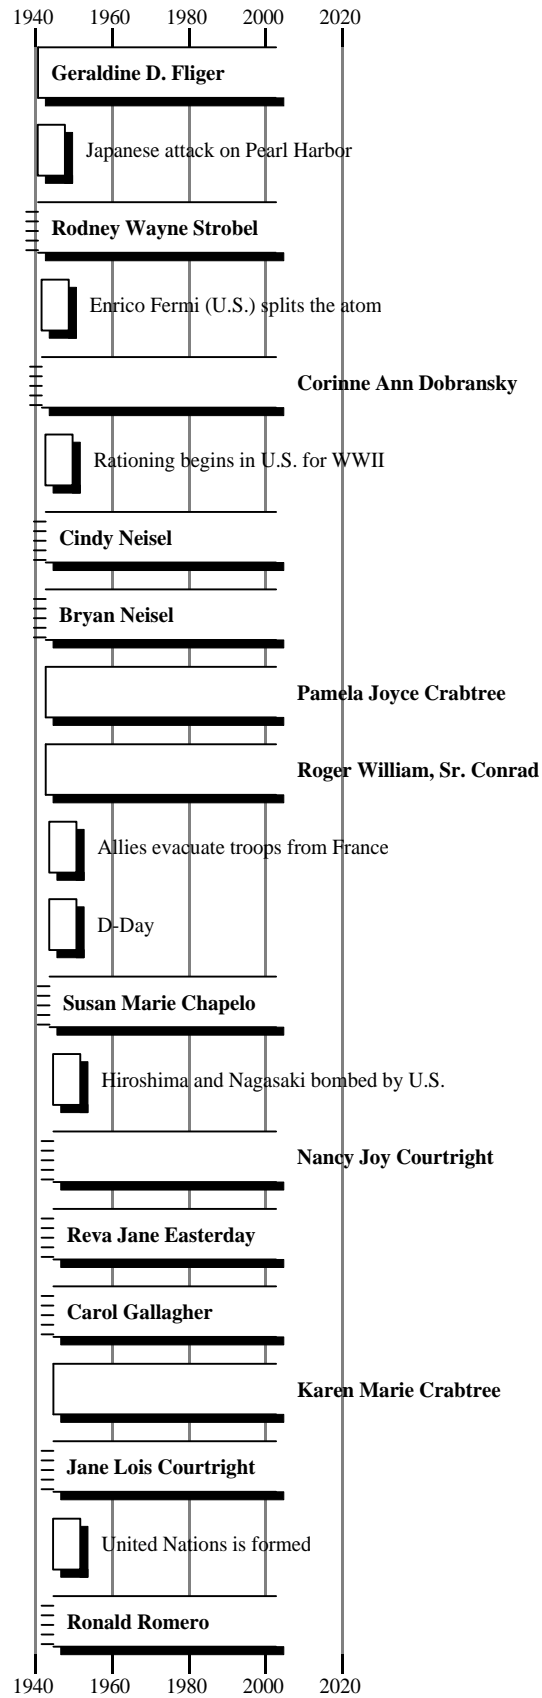 1940 1960 1980 2000 2020
Geraldine D. Fliger
Japanese attack on Pearl Harbor
Rodney Wayne Strobel
Enrico Fermi (U.S.) splits the atom
Corinne Ann Dobransky
Rationing begins in U.S. for WWII
Cindy Neisel
Bryan Neisel
Pamela Joyce Crabtree
Roger William, Sr. Conrad
Allies evacuate troops from France
D-Day
Susan Marie Chapelo
Hiroshima and Nagasaki bombed by U.S.
Nancy Joy Courtright
Reva Jane Easterday
Carol Gallagher
Karen Marie Crabtree
Jane Lois Courtright
United Nations is formed
Ronald Romero
1940 1960 1980 2000 2020